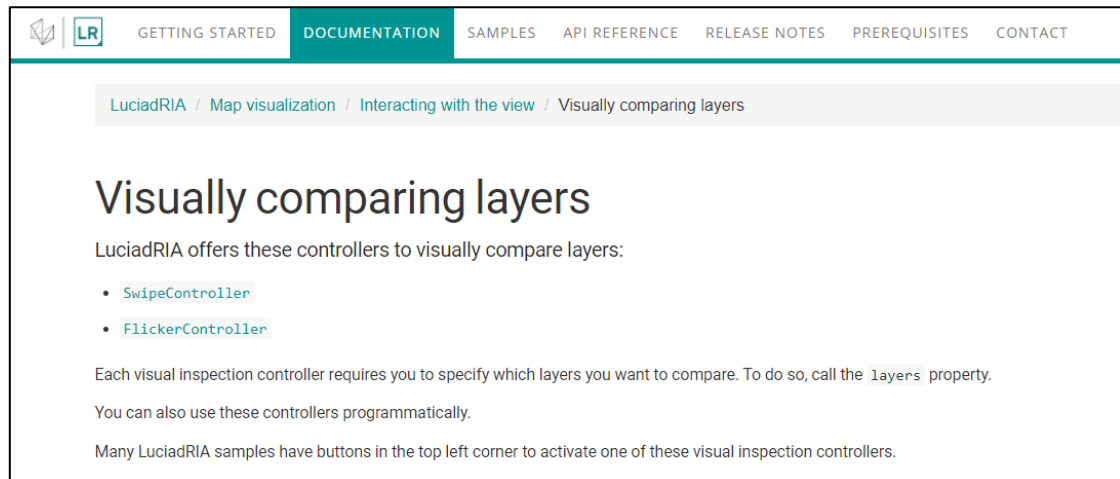 LR GETTING STARTED DOCUMENTATION SAMPLES API REFERENCE RELEASE NOTES PREREQUISITES CONTACT
LuciadRIA / Map visualization / Interacting with the view / Visually comparing layers
Visually comparing layers
LuciadRIA offers these controllers to visually compare layers:
• SwipeController
• FlickerController
Each visual inspection controller requires you to specify which layers you want to compare. To do so, call the layers property.
You can also use these controllers programmatically.
Many LuciadRIA samples have buttons in the top left corner to activate one of these visual inspection controllers.